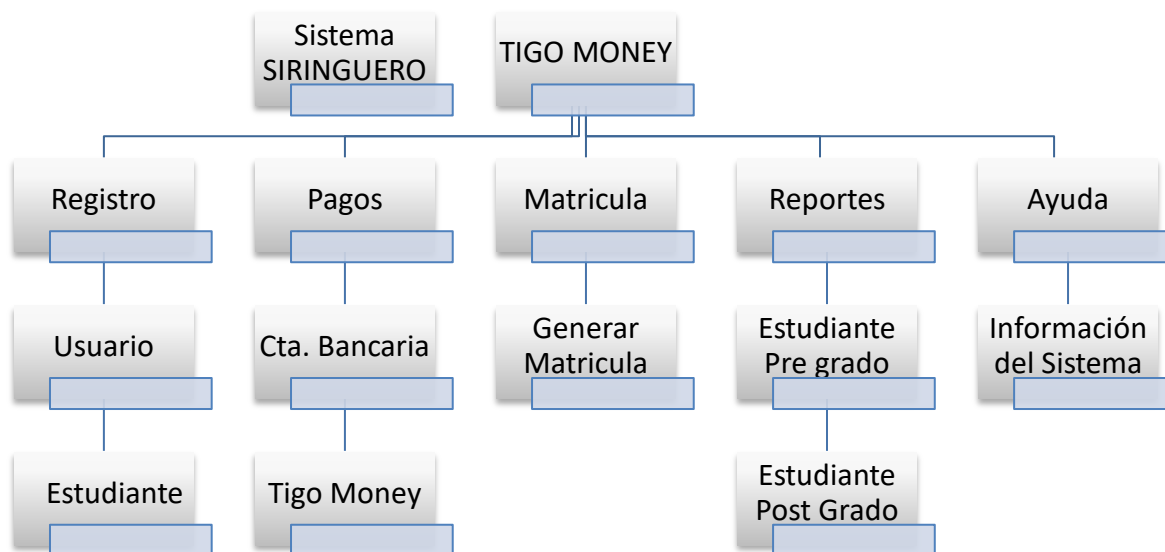 Sistema
SIRINGUERO
TIGO MONEY
Registro
Pagos
Matricula
Reportes
Ayuda
Usuario
Cta. Bancaria
Generar
Matricula
Estudiante
Pre grado
Información
del Sistema
Estudiante
Tigo Money
Estudiante
Post Grado